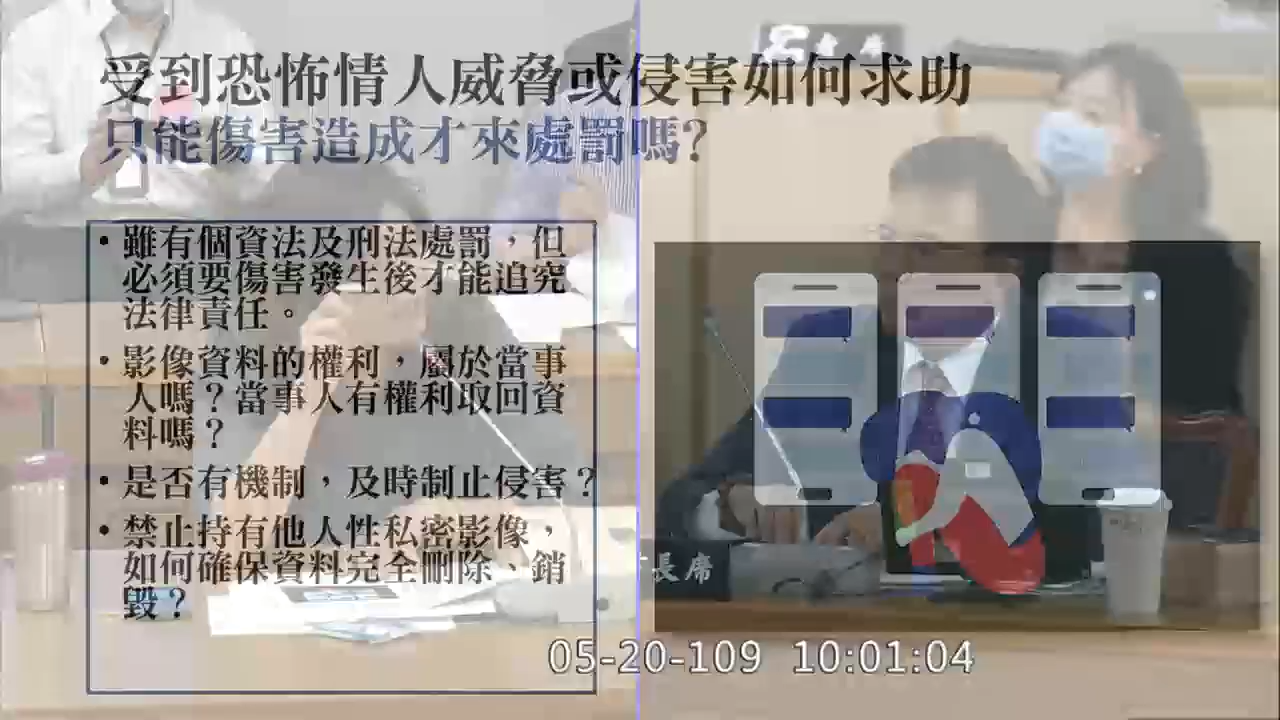 受到恐怖情人威脅或侵害如何求助
只能傷害造成才來處罰嗎?
• 雖有個資法及刑法處罰，但
必須要傷害發生後才能追究
法律責任。
• 影像資料的權利，屬於當事
人嗎？當事人有權利取回資
料嗎？
• 是否有機制，及時制止侵害？
• 禁止持有他人性私密影像，
如何確保資料完全刪除、銷
毀？
長席
05-20-109 10:01:04